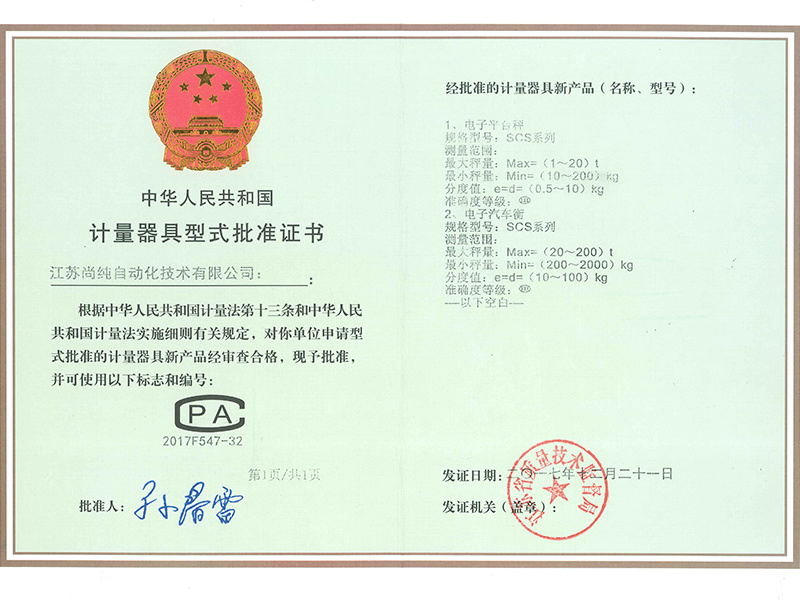 中华人民共和国
计量器具型式批准证书
江苏尚纯自动化技术有限公司：
：
根据中华人民共和国计量法第十三条和中华人民
共和国计量法实施细则有关规定，对你单位申请型
式批准的计量器具新产品经审查合格，现予批准，
并可使用以下标志和编号：
CPA
2017F547-32
第1页/共1页
批准人：
经批准的计量器具新产品（名称、型号）：
1、电子平台秤
规格型号：SCS系列
测量范围：
最大秤量：Max=（1～20）t
最小秤量：Min=（10～200）kg
分度值：e=d=（0.5～10）kg
准确度等级：Ⅲ
2、电子汽车衡
规格型号：SCS系列
测量范围：
最大秤量：Max=（20～200）t
最小秤量：Min=（200～2000）kg
分度值：e=d=（10～100）kg
准确度等级：Ⅲ
——以下空白——
发证日期：二〇一七年十二月二十一日
发证机关（盖章）：
江苏省质量技术监督局